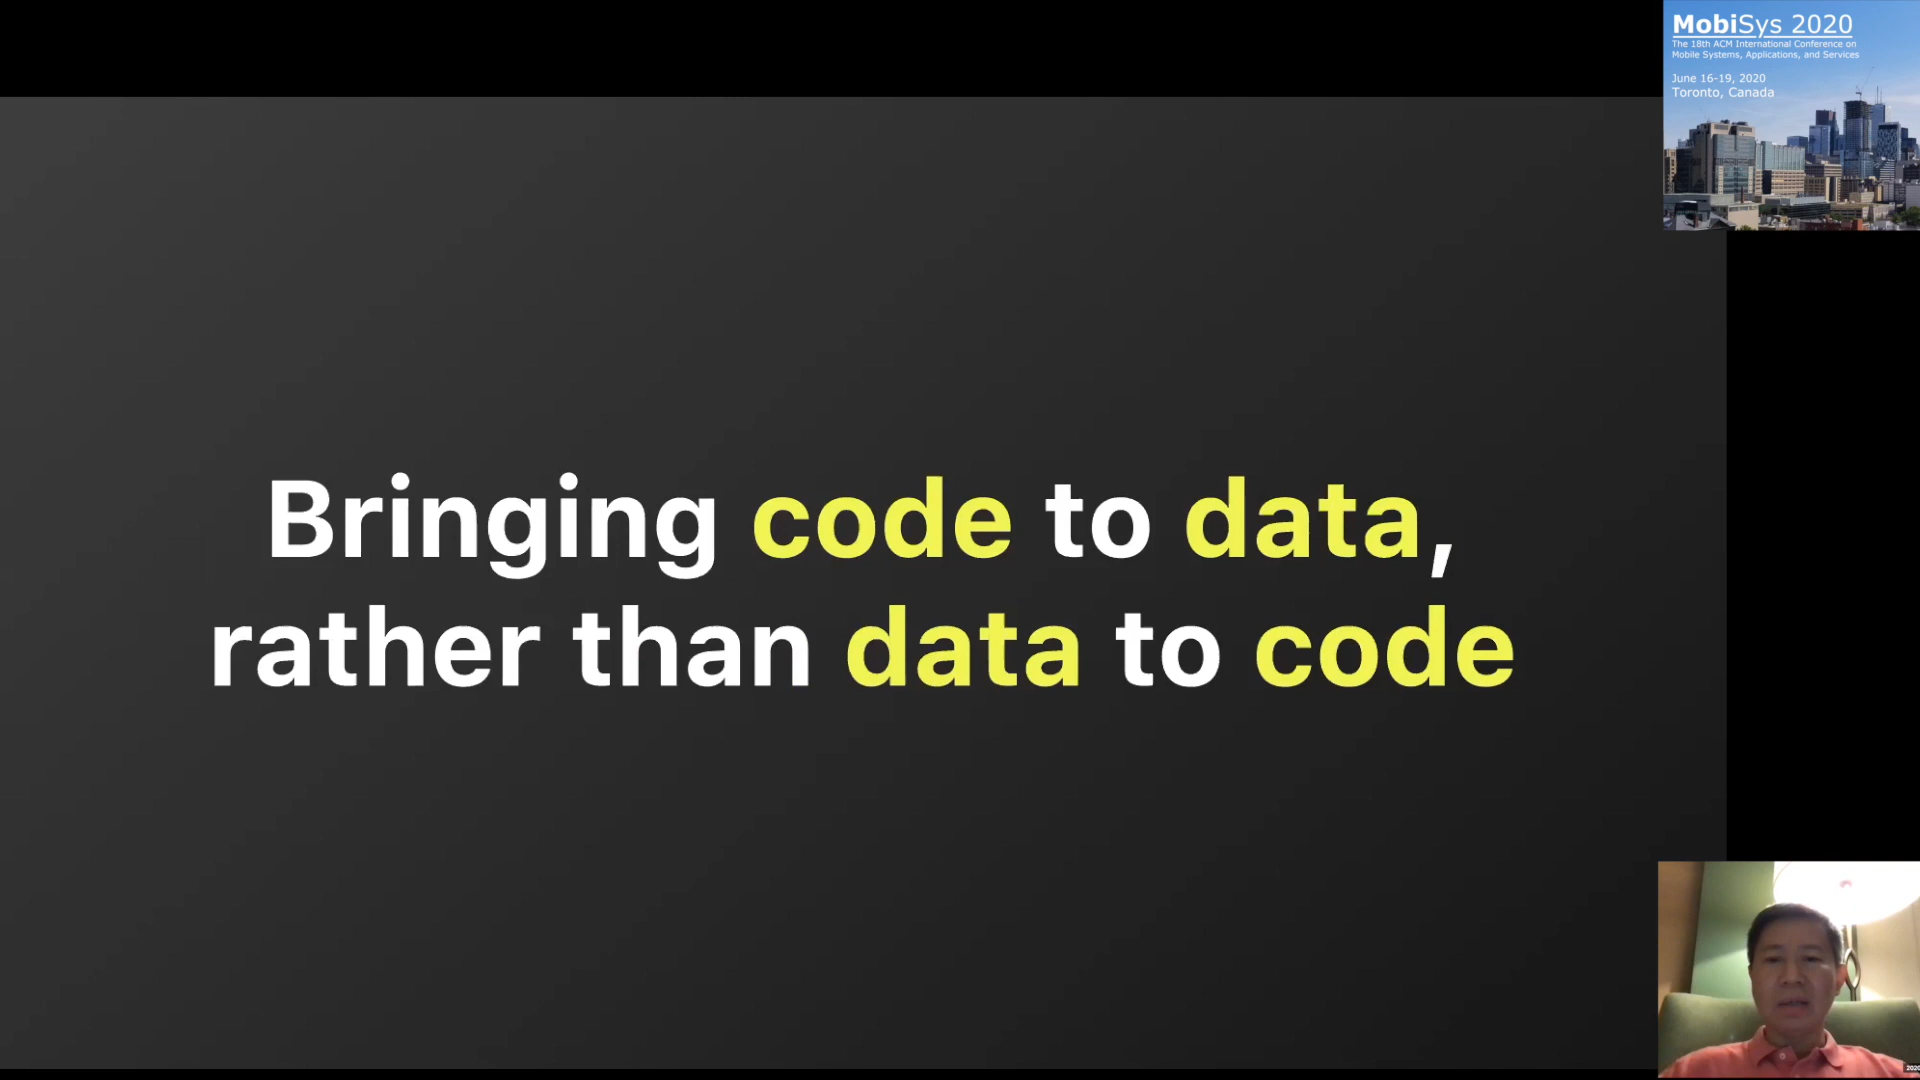 MobiSys 2020
The 18th ACM International Conference on
Mobile Systems, Applications, and Services
June 16-19, 2020
Toronto, Canada
Bringing code to data,
rather than data to code